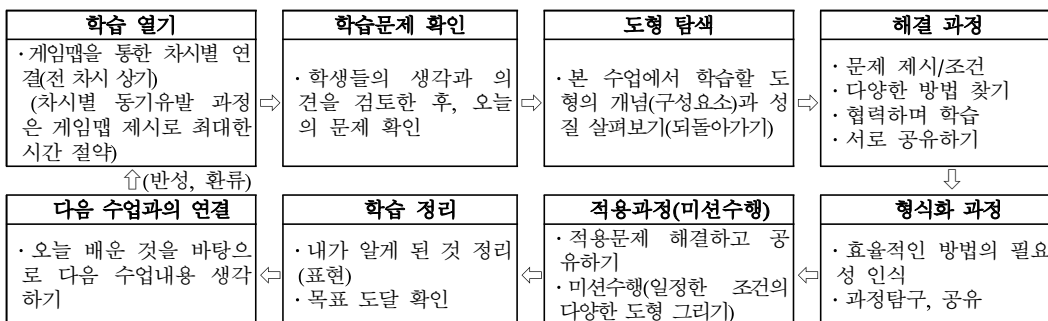 학습 열기
·게임맵을 통한 차시별 연
결(전 차시 상기)
(차시별 동기유발 과정
은 게임맵 제시로 최대한
시간 절약)
⇨
학습문제 확인
·학생들의 생각과 의
견을 검토한 후, 오늘
의 문제 확인
⇨
도형 탐색
·본 수업에서 학습할 도
형의 개념(구성요소)과 성
질 살펴보기(되돌아가기)
⇨
해결 과정
·문제 제시/조건
·다양한 방법 찾기
·협력하며 학습
·서로 공유하기
⇧(반성, 환류)
⇩
다음 수업과의 연결
·오늘 배운 것을 바탕으
로 다음 수업내용 생각
하기
⇦
학습 정리
·내가 알게 된 것 정리
(표현)
·목표 도달 확인
⇦
적용과정(미션수행)
·적용문제 해결하고 공
유하기
·미션수행(일정한 조건의
다양한 도형 그리기)
⇦
형식화 과정
·효율적인 방법의 필요
성 인식
·과정탐구, 공유